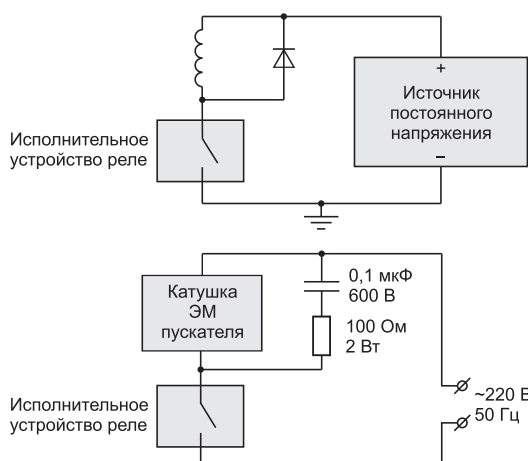 +
Источник
постоянного
напряжения
–
Исполнительное
устройство реле
Катушка
ЭМ
пускателя
0,1 мкФ
600 В
100 Ом
2 Вт
Исполнительное
устройство реле
~220 В
50 Гц